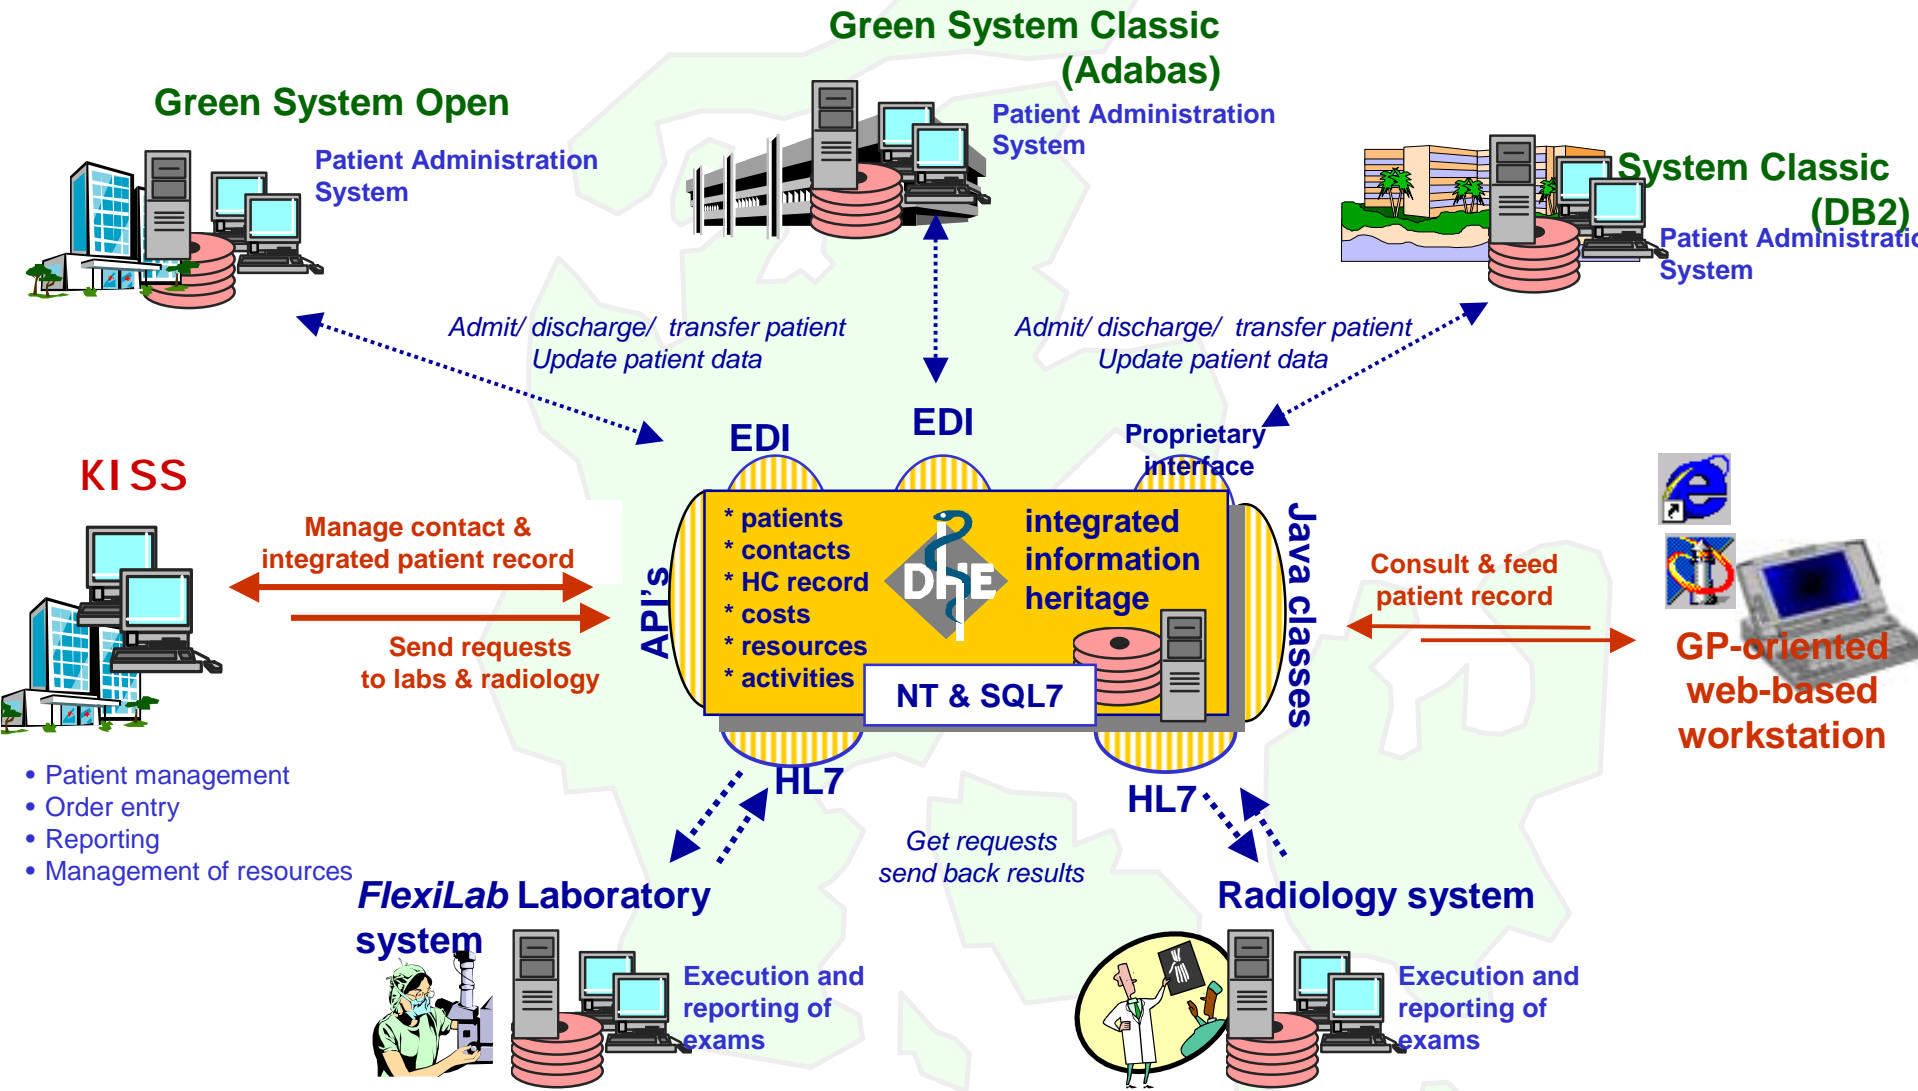 Green System Classic
(Adabas)
Patient Administration
System
Green System Open
Patient Administration
System
System Classic
(DB2)
Patient Administratio
System
Admit/ discharge/ transfer patient
Update patient data
Admit/ discharge/ transfer patient
Update patient data
EDI
EDI
Proprietary
interface
KISS
Manage contact &
integrated patient record
Send requests
to labs & radiology
API's
* patients
* contacts
* HC record
* costs
* resources
* activities
DHE
integrated
information
heritage
NT & SQL7
Java classes
Consult & feed
patient record
GP-oriented
web-based
workstation
• Patient management
• Order entry
• Reporting
• Management of resources
HL7
HL7
Get requests
send back results
FlexiLab Laboratory
system
Execution and
reporting of
exams
Radiology system
Execution and
reporting of
exams